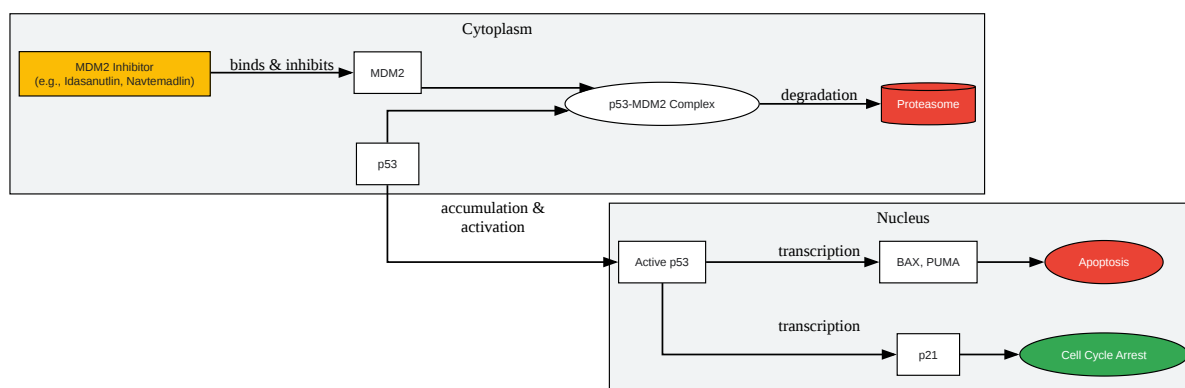 Cytoplasm
MDM2 Inhibitor
(e.g., Idasanutlin, Navtemadlin)
binds & inhibits
MDM2
p53-MDM2 Complex
degradation
Proteasome
p53
accumulation &
activation
Nucleus
Active p53
transcription
BAX, PUMA
Apoptosis
transcription
p21
Cell Cycle Arrest